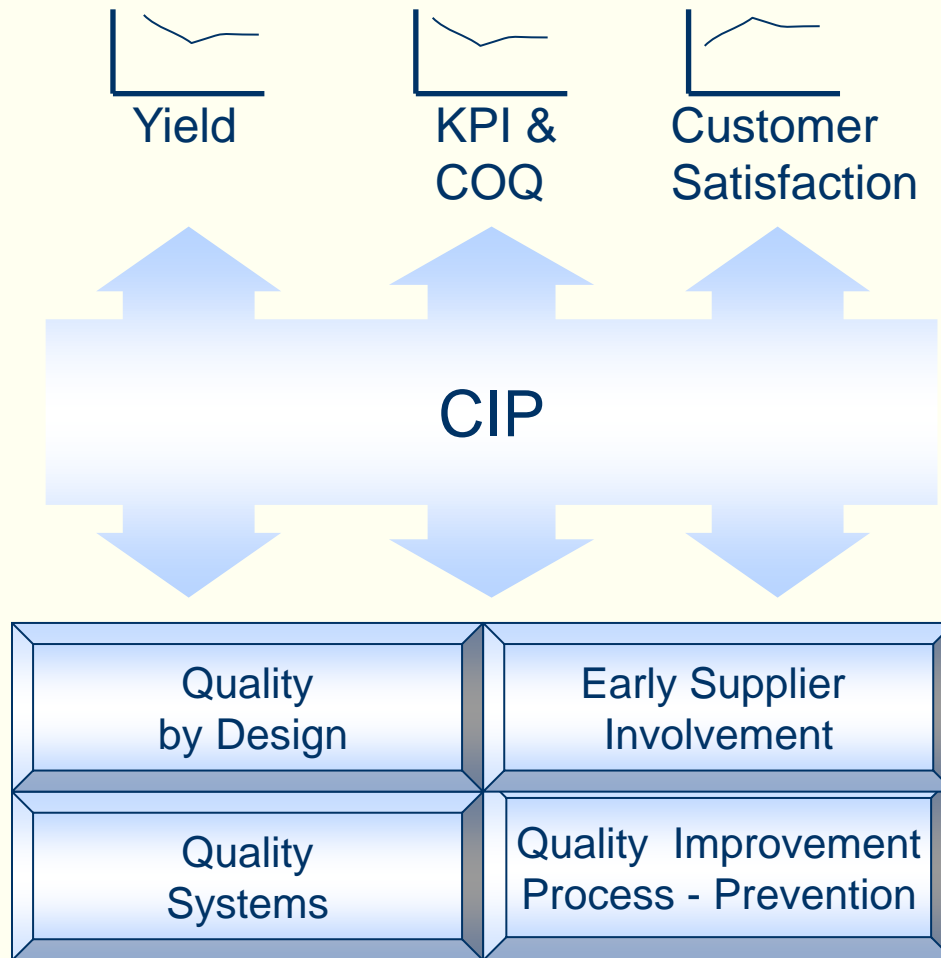 Yield
KPI &
COQ
Customer
Satisfaction
CIP
Quality
by Design
Early Supplier
Involvement
Quality
Systems
Quality  Improvement
Process - Prevention